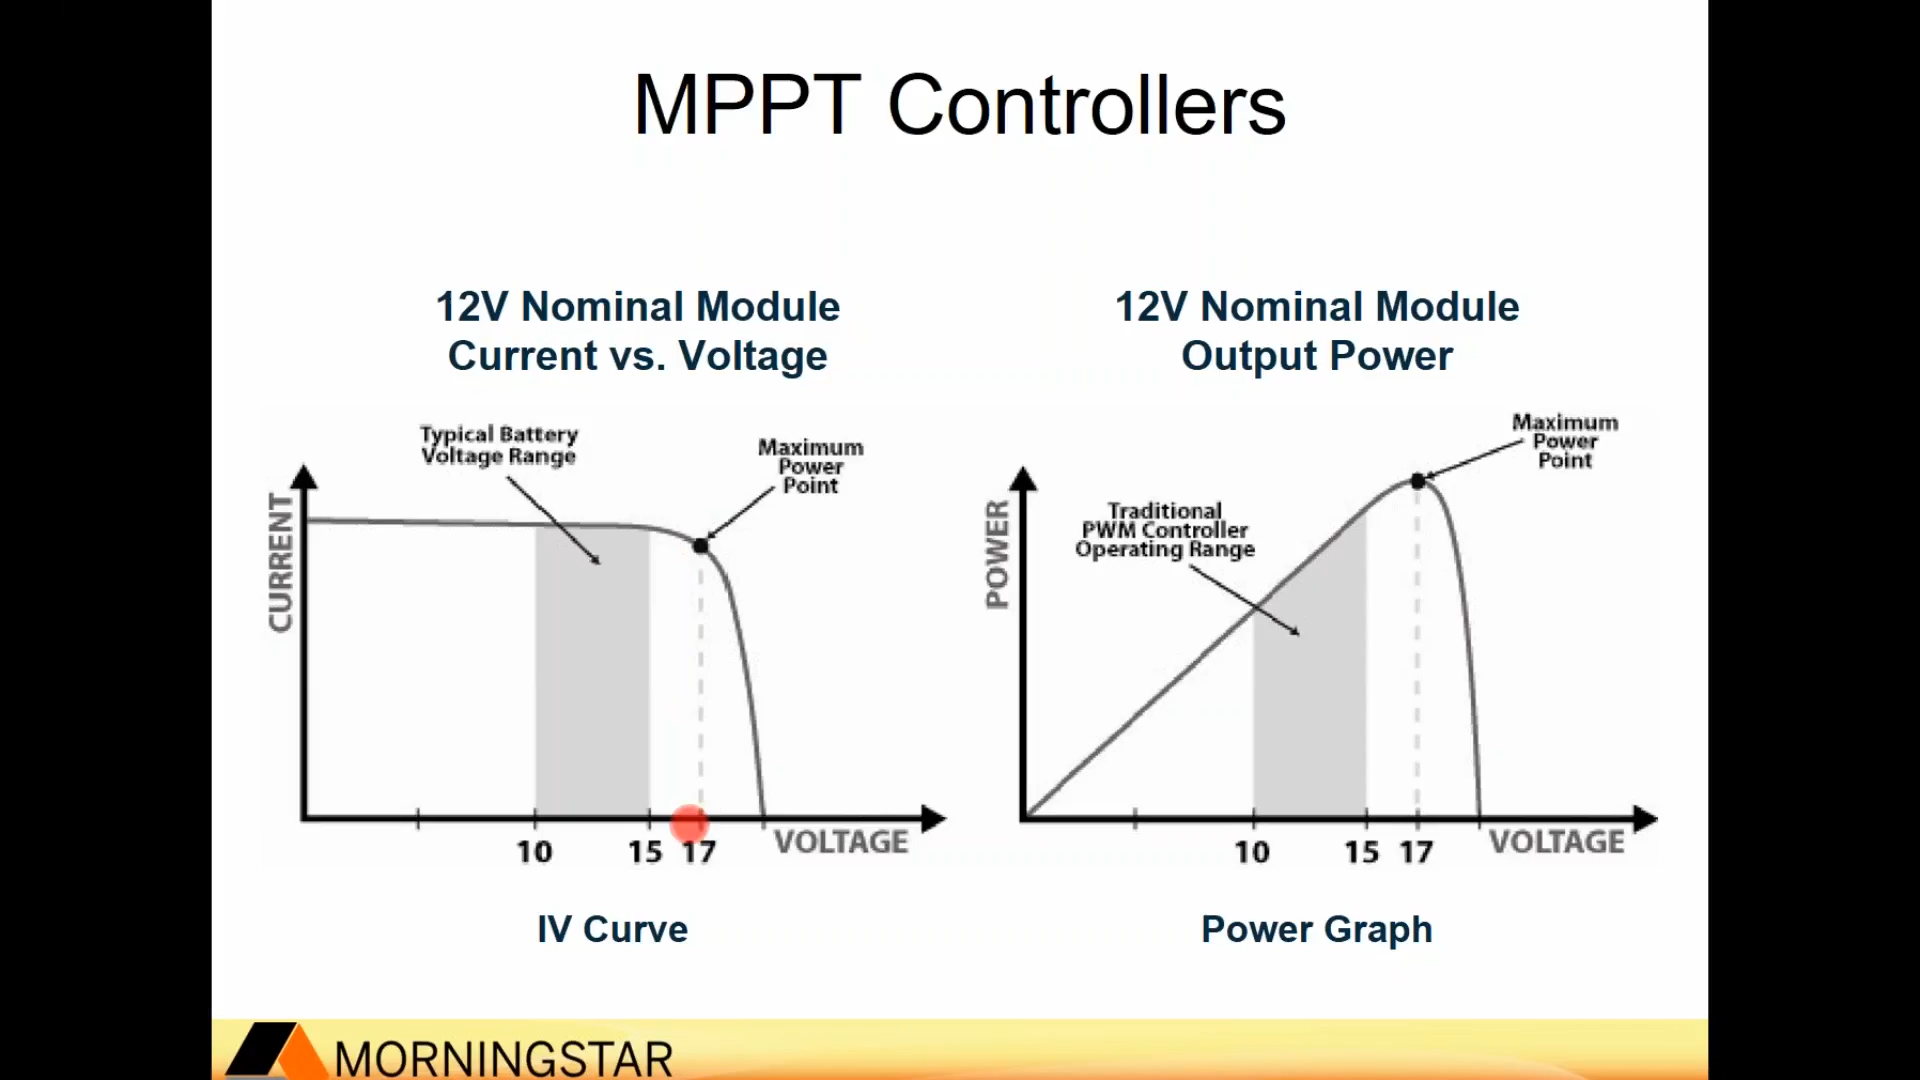 MPPT Controllers
12V Nominal Module
Current vs. Voltage
Typical Battery
Voltage Range
Maximum
Power
Point
CURRENT
10
15
17
VOLTAGE
IV Curve
12V Nominal Module
Output Power
Maximum
Power
Point
Traditional
PWM Controller
Operating Range
POWER
10
15
17
VOLTAGE
Power Graph
MORNINGSTAR